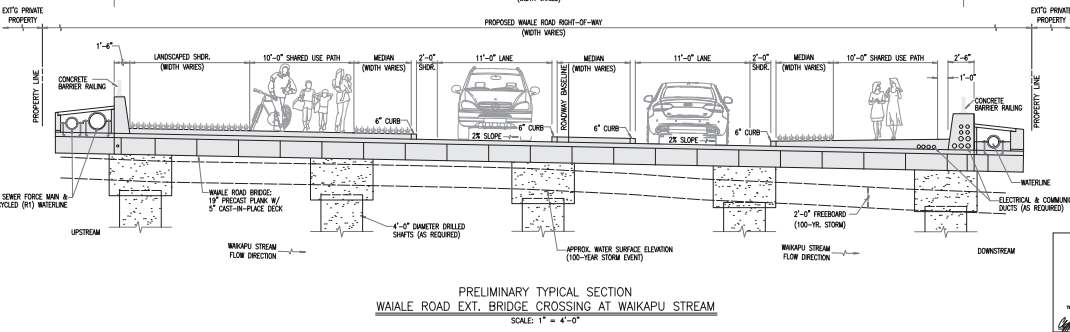 (WIDTH VARIES)
EXT'G PRIVATE
PROPERTY
PROPOSED WAIALE ROAD RIGHT-OF-WAY
(WIDTH VARIES)
EXT'G PRIVATE
PROPERTY
1'-6"
LANDSCAPED SHDR.
(WIDTH VARIES)
10'-0" SHARED USE PATH
MEDIAN
(WIDTH VARIES)
2'-0"
SHDR.
11'-0" LANE
MEDIAN
(WIDTH VARIES)
11'-0" LANE
2'-0"
SHDR.
MEDIAN
(WIDTH VARIES)
10'-0" SHARED USE PATH
2'-6"
1'-0"
PROPERTY LINE
CONCRETE
BARRIER RAILING
ROADWAY BASELINE
CONCRETE
BARRIER RAILING
PROPERTY LINE
6" CURB
2% SLOPE
6" CURB
6" CURB
2% SLOPE
6" CURB
SEWER FORCE MAIN &
YCLED (R1) WATERLINE
WAIALE ROAD BRIDGE:
19" PRECAST PLANK W/
5" CAST-IN-PLACE DECK
4'-0" DIAMETER DRILLED
SHAFTS (AS REQUIRED)
2'-0" FREEBOARD
(100-YR. STORM)
WATERLINE
ELECTRICAL & COMMUNIC
DUCTS (AS REQUIRED)
UPSTREAM
WAIKAPU STREAM
FLOW DIRECTION
APPROX. WATER SURFACE ELEVATION
(100-YEAR STORM EVENT)
WAIKAPU STREAM
FLOW DIRECTION
DOWNSTREAM
PRELIMINARY TYPICAL SECTION
WAIALE ROAD EXT. BRIDGE CROSSING AT WAIKAPU STREAM
SCALE: 1" = 4'-0"